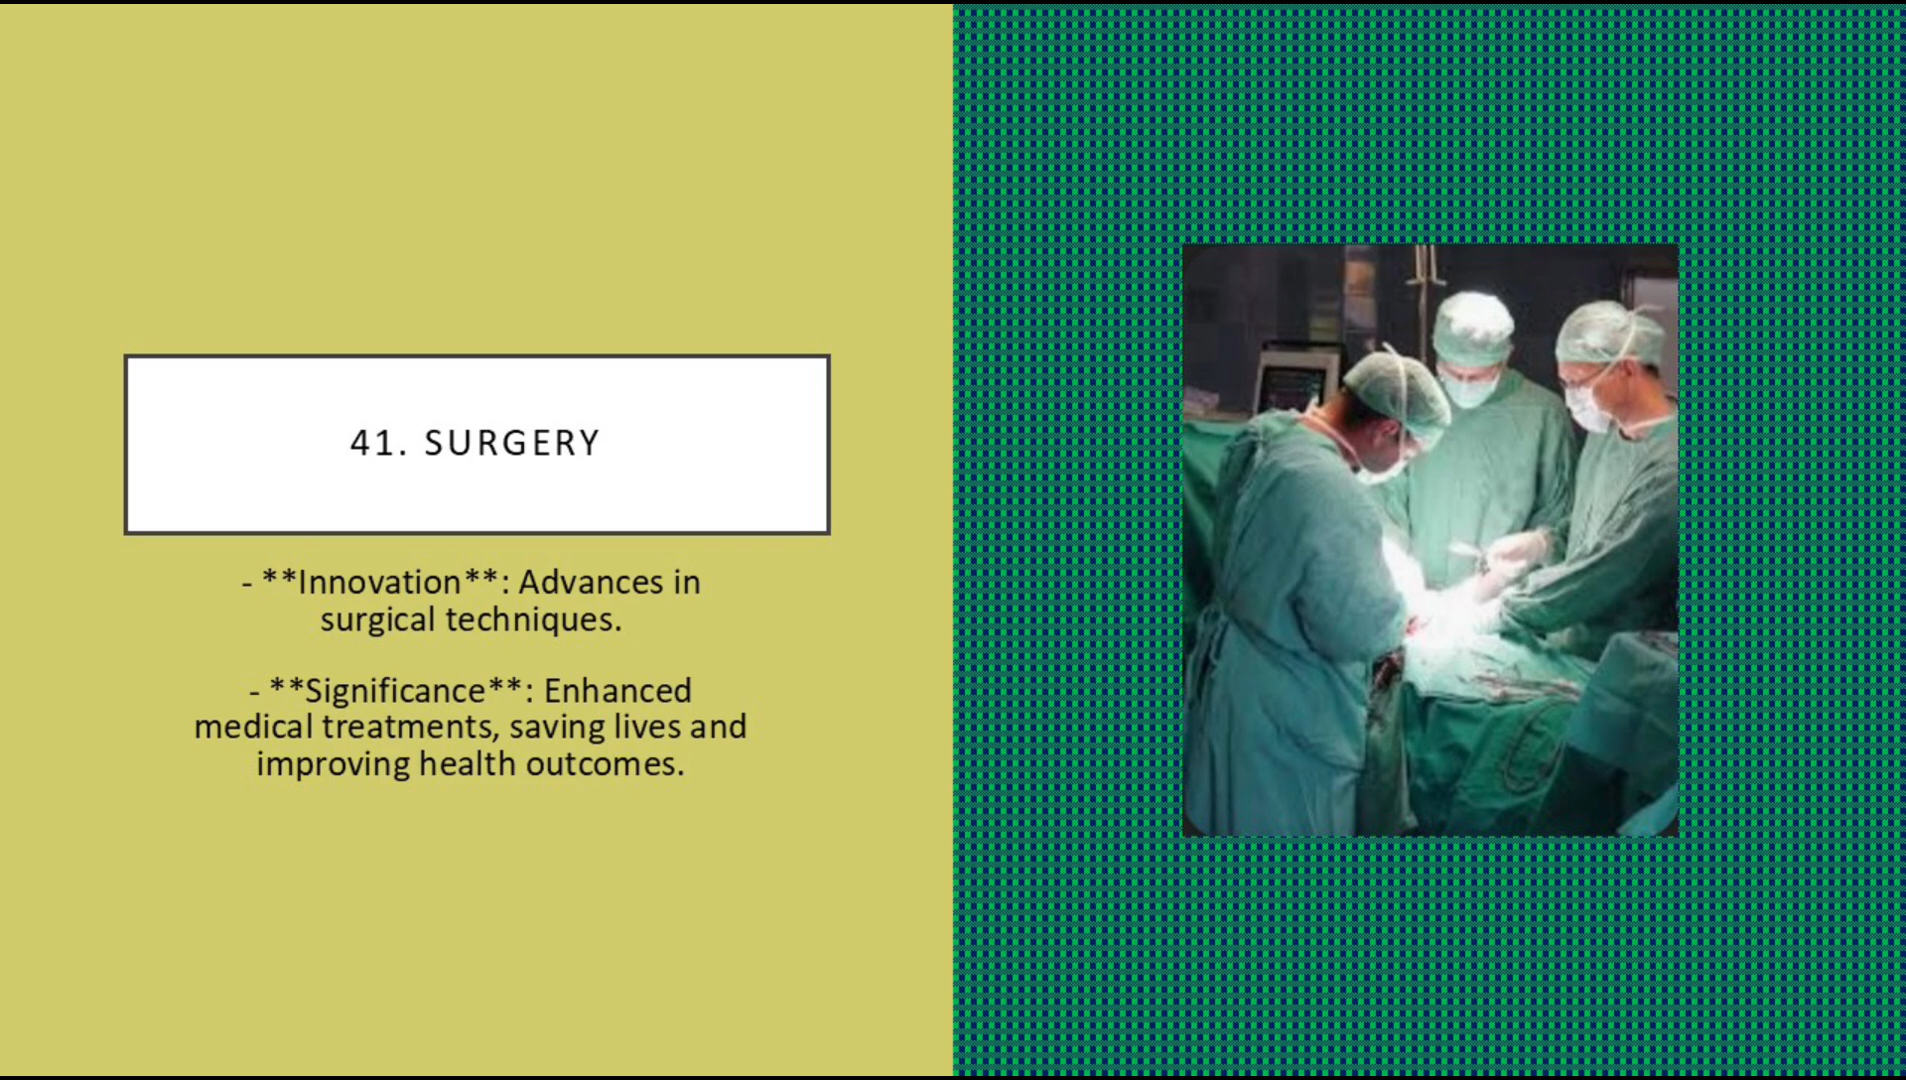 41. SURGERY
- **Innovation**: Advances in
surgical techniques.
- **Significance**: Enhanced
medical treatments, saving lives and
improving health outcomes.